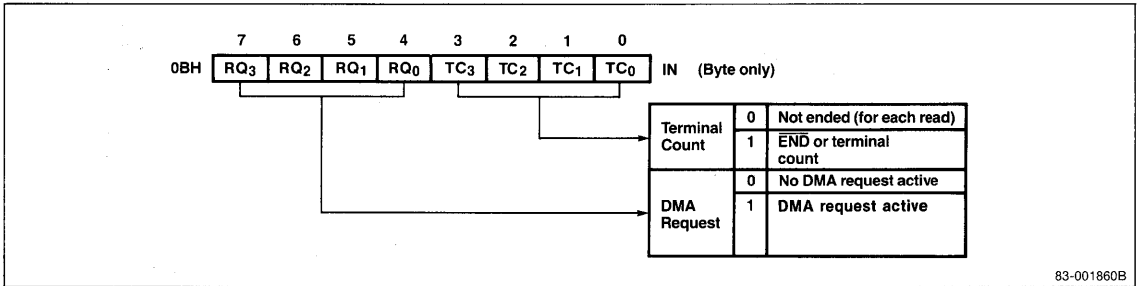 7 6 5 4 3 2 1 0
0BH RQ3 RQ2 RQ1 RQ0 TC3 TC2 TC1 TC0 IN (Byte only)
Terminal Count
0 Not ended (for each read)
1 END or terminal count
DMA Request
0 No DMA request active
1 DMA request active
83-001860B